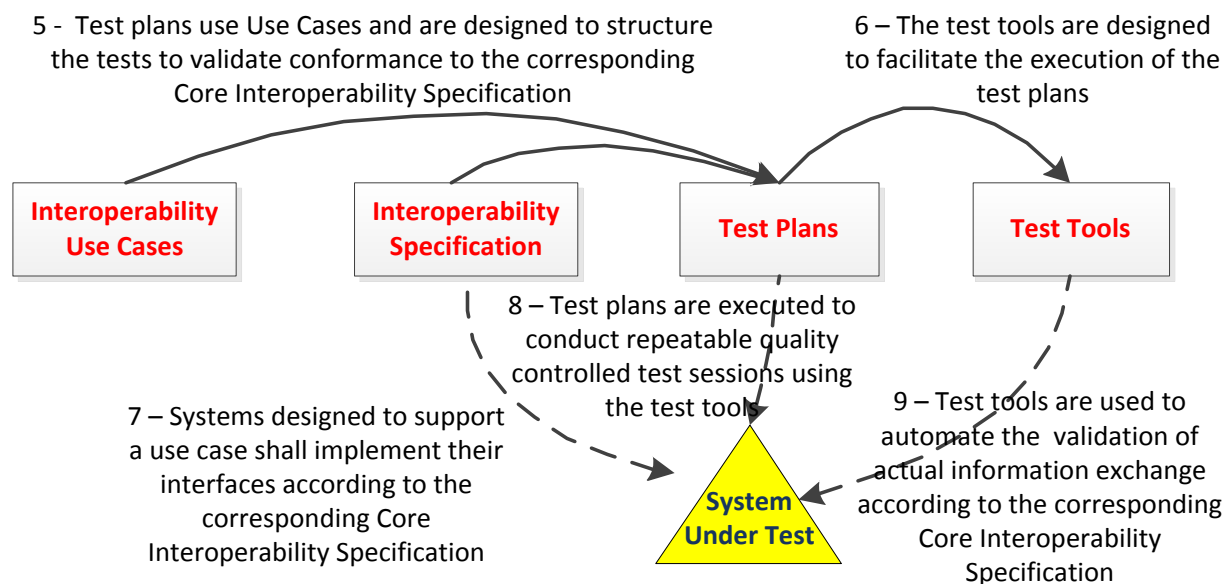 5 -  Test plans use Use Cases and are designed to structure
the tests to validate conformance to the corresponding
Core Interoperability Specification
6 – The test tools are designed
to facilitate the execution of the
test plans
Interoperability
Use Cases
Interoperability
Specification
Test Plans
Test Tools
8 – Test plans are executed to
conduct repeatable quality
controlled test sessions using
the test tools
7 – Systems designed to support
a use case shall implement their
interfaces according to the
corresponding Core
Interoperability Specification
9 – Test tools are used to
automate the  validation of
actual information exchange
according to the corresponding
Core Interoperability
Specification
System
Under Test